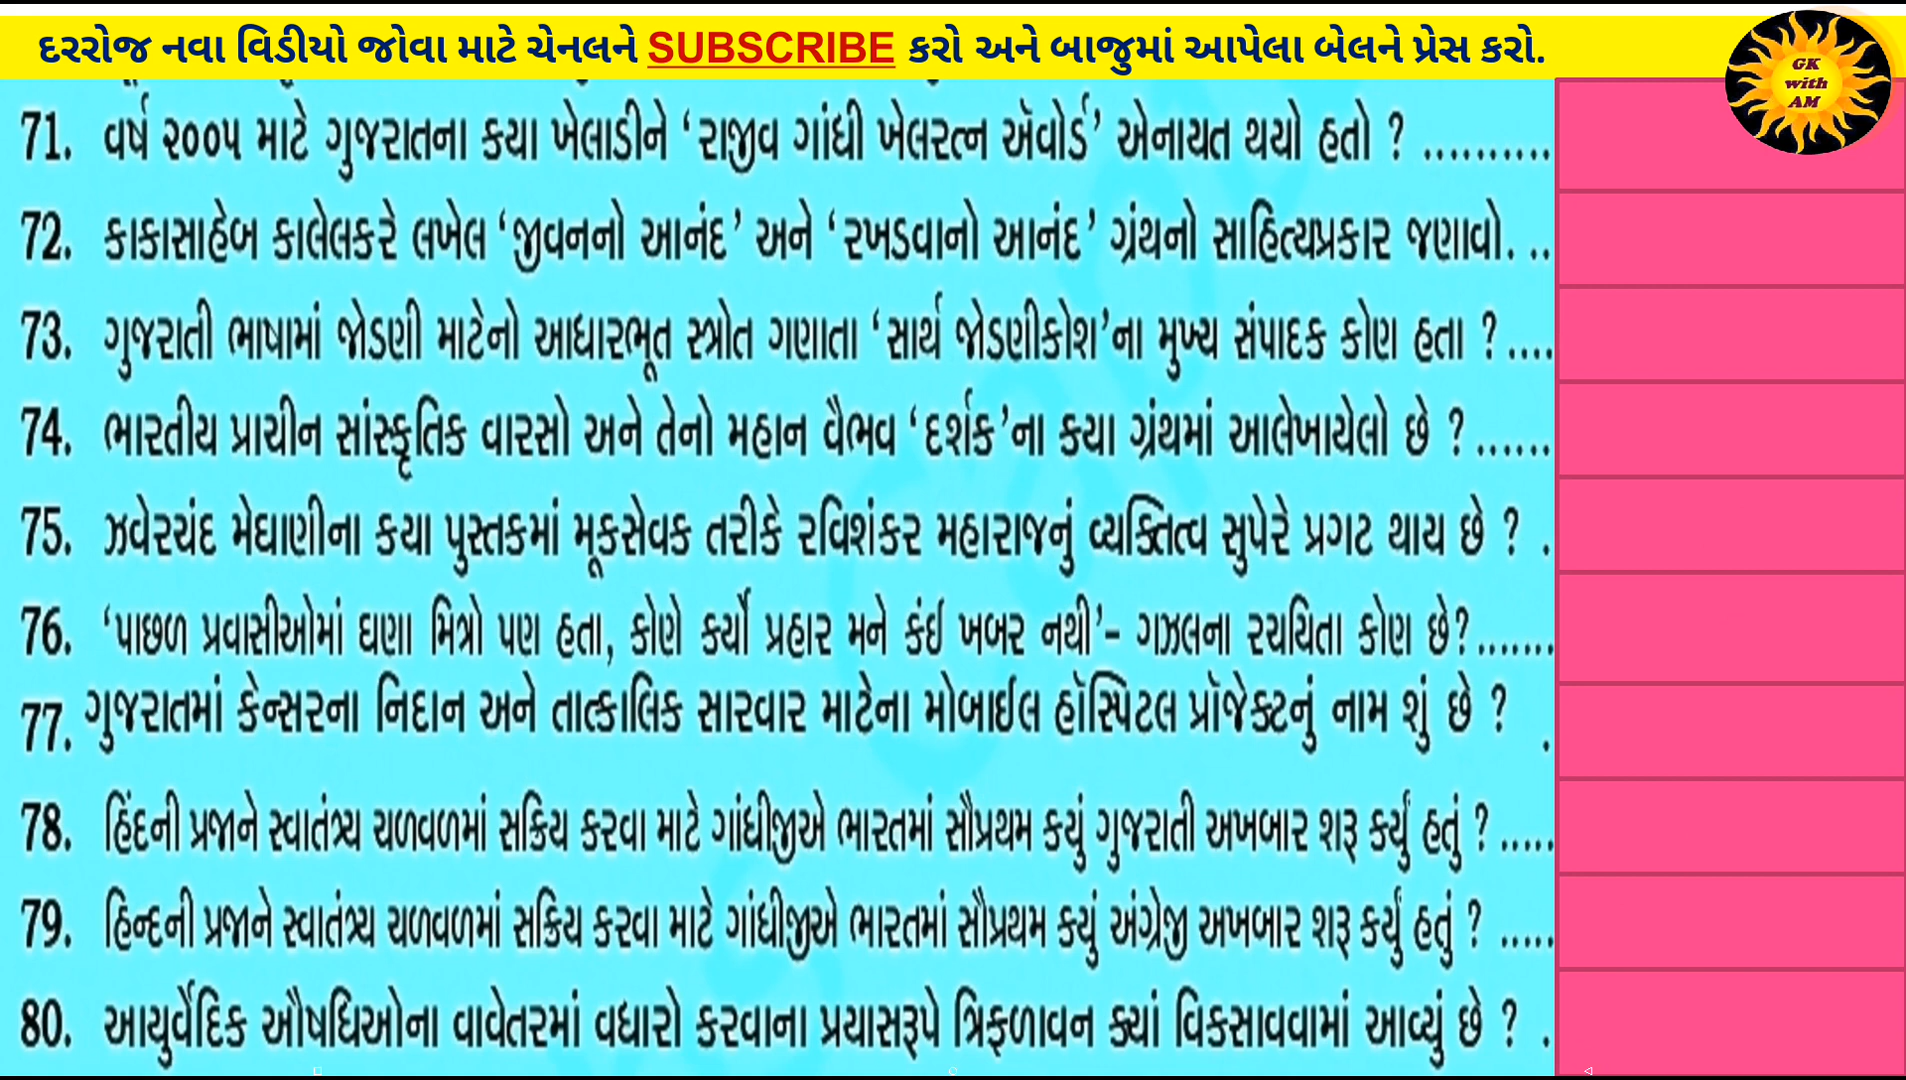 દરરોજ નવા વિડીયો જોવા માટે ચેનલને SUBSCRIBE કરો અને બાજુમાં આપેલા બેલને પ્રેસ કરો.
GK
with
AM
71. વર્ષ ૨૦૦૫ માટે ગુજરાતના કયા ખેલાડીને ‘રાજીવ ગાંધી ખેલરત્ન ઍવોર્ડ’ એનાયત થયો હતો ? ..........
72. કાકાસાહેબ કાલેલકરે લખેલ ‘જીવનનો આનંદ’ અને ‘રખડવાનો આનંદ’ ગ્રંથનો સાહિત્યપ્રકાર જણાવો. ..
73. ગુજરાતી ભાષામાં જોડણી માટેનો આધારભૂત સ્ત્રોત ગણાતા ‘સાર્થ જોડણીકોશ’ના મુખ્ય સંપાદક કોણ હતા ?....
74. ભારતીય પ્રાચીન સાંસ્કૃતિક વારસો અને તેનો મહાન વૈભવ ‘દર્શક’ના કયા ગ્રંથમાં આલેખાયેલો છે ?......
75. ઝવેરચંદ મેઘાણીના કયા પુસ્તકમાં મૂકસેવક તરીકે રવિશંકર મહારાજનું વ્યક્તિત્વ સુપેરે પ્રગટ થાય છે ? .
76. ‘પાછળ પ્રવાસીઓમાં ઘણા મિત્રો પણ હતા, કોણે કર્યો પ્રહાર મને કંઈ ખબર નથી’– ગઝલના રચયિતા કોણ છે?.......
77. ગુજરાતમાં કેન્સરના નિદાન અને તાત્કાલિક સારવાર માટેના મોબાઈલ હૉસ્પિટલ પ્રૉજેક્ટનું નામ શું છે ? .
78. હિંદની પ્રજાને સ્વાતંત્ર્ય ચળવળમાં સક્રિય કરવા માટે ગાંધીજીએ ભારતમાં સૌપ્રથમ કયું ગુજરાતી અખબાર શરૂ કર્યું હતું ? .....
79. હિન્દની પ્રજાને સ્વાતંત્ર્ય ચળવળમાં સક્રિય કરવા માટે ગાંધીજીએ ભારતમાં સૌપ્રથમ કયું અંગ્રેજી અખબાર શરૂ કર્યું હતું ? .....
80. આયુર્વેદિક ઔષધિઓના વાવેતરમાં વધારો કરવાના પ્રયાસરૂપે ત્રિફળાવન ક્યાં વિકસાવવામાં આવ્યું છે ? .